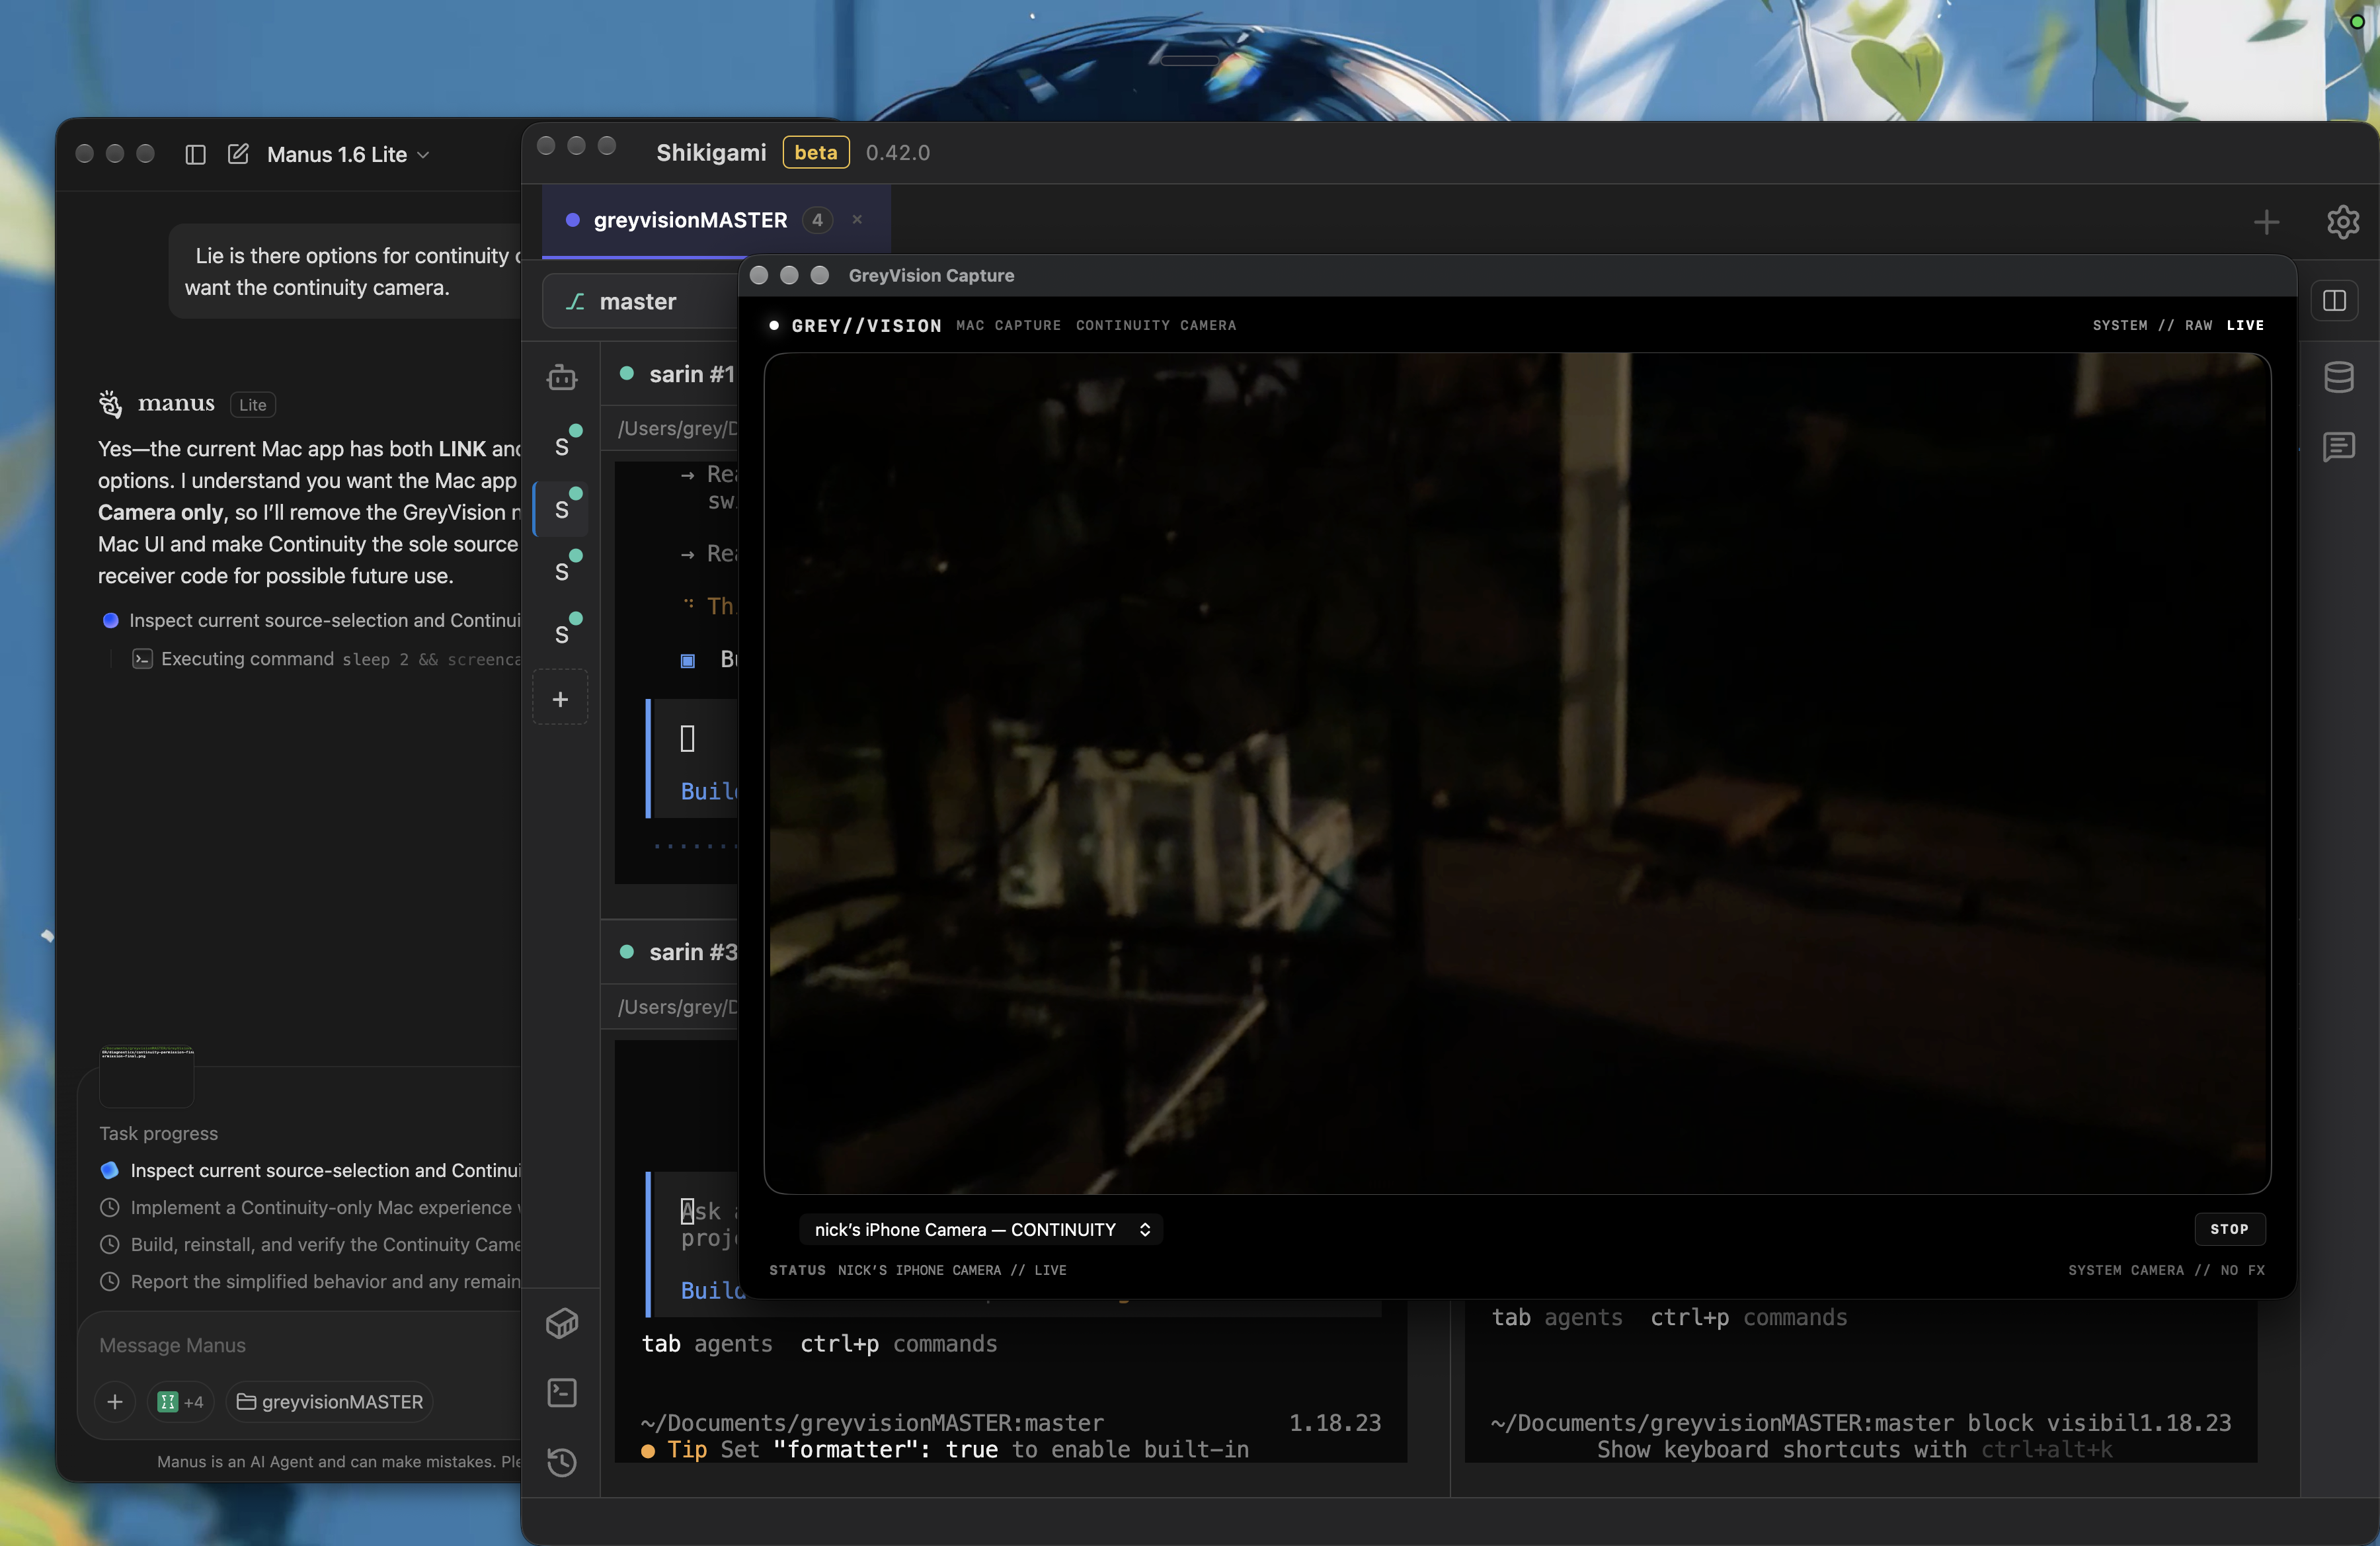 Manus 1.6 Lite
Lie is there options for continuity
want the continuity camera.
manus Lite
Yes—the current Mac app has both LINK and
options. I understand you want the Mac app
Camera only, so I'll remove the GreyVision
Mac UI and make Continuity the sole source
receiver code for possible future use.
Inspect current source-selection and Continui
Executing command sleep 2 && screenca
Task progress
Inspect current source-selection and Continui
Implement a Continuity-only Mac experience
Build, reinstall, and verify the Continuity Came
Report the simplified behavior and any remain
Message Manus
+4
greyvisionMASTER
Manus is an AI Agent and can make mistakes. Ple
Shikigami beta 0.42.0
greyvisionMASTER 4 ×
master
S
S
S
S
+
sarin #1
/Users/grey/D
→ Rea
sw.
→ Rea
Th
Bu
Build
sarin #3
/Users/grey/D
Ask a
proje
Build
tab agents ctrl+p commands
~/Documents/greyvisionMASTER:master 1.18.23
● Tip Set "formatter": true to enable built-in
tab agents ctrl+p commands
~/Documents/greyvisionMASTER:master block visibil1.18.23
Show keyboard shortcuts with ctrl+alt+k
GreyVision Capture
GREY//VISION MAC CAPTURE CONTINUITY CAMERA
SYSTEM // RAW LIVE
nick's iPhone Camera — CONTINUITY
STOP
STATUS NICK'S IPHONE CAMERA // LIVE
SYSTEM CAMERA // NO FX